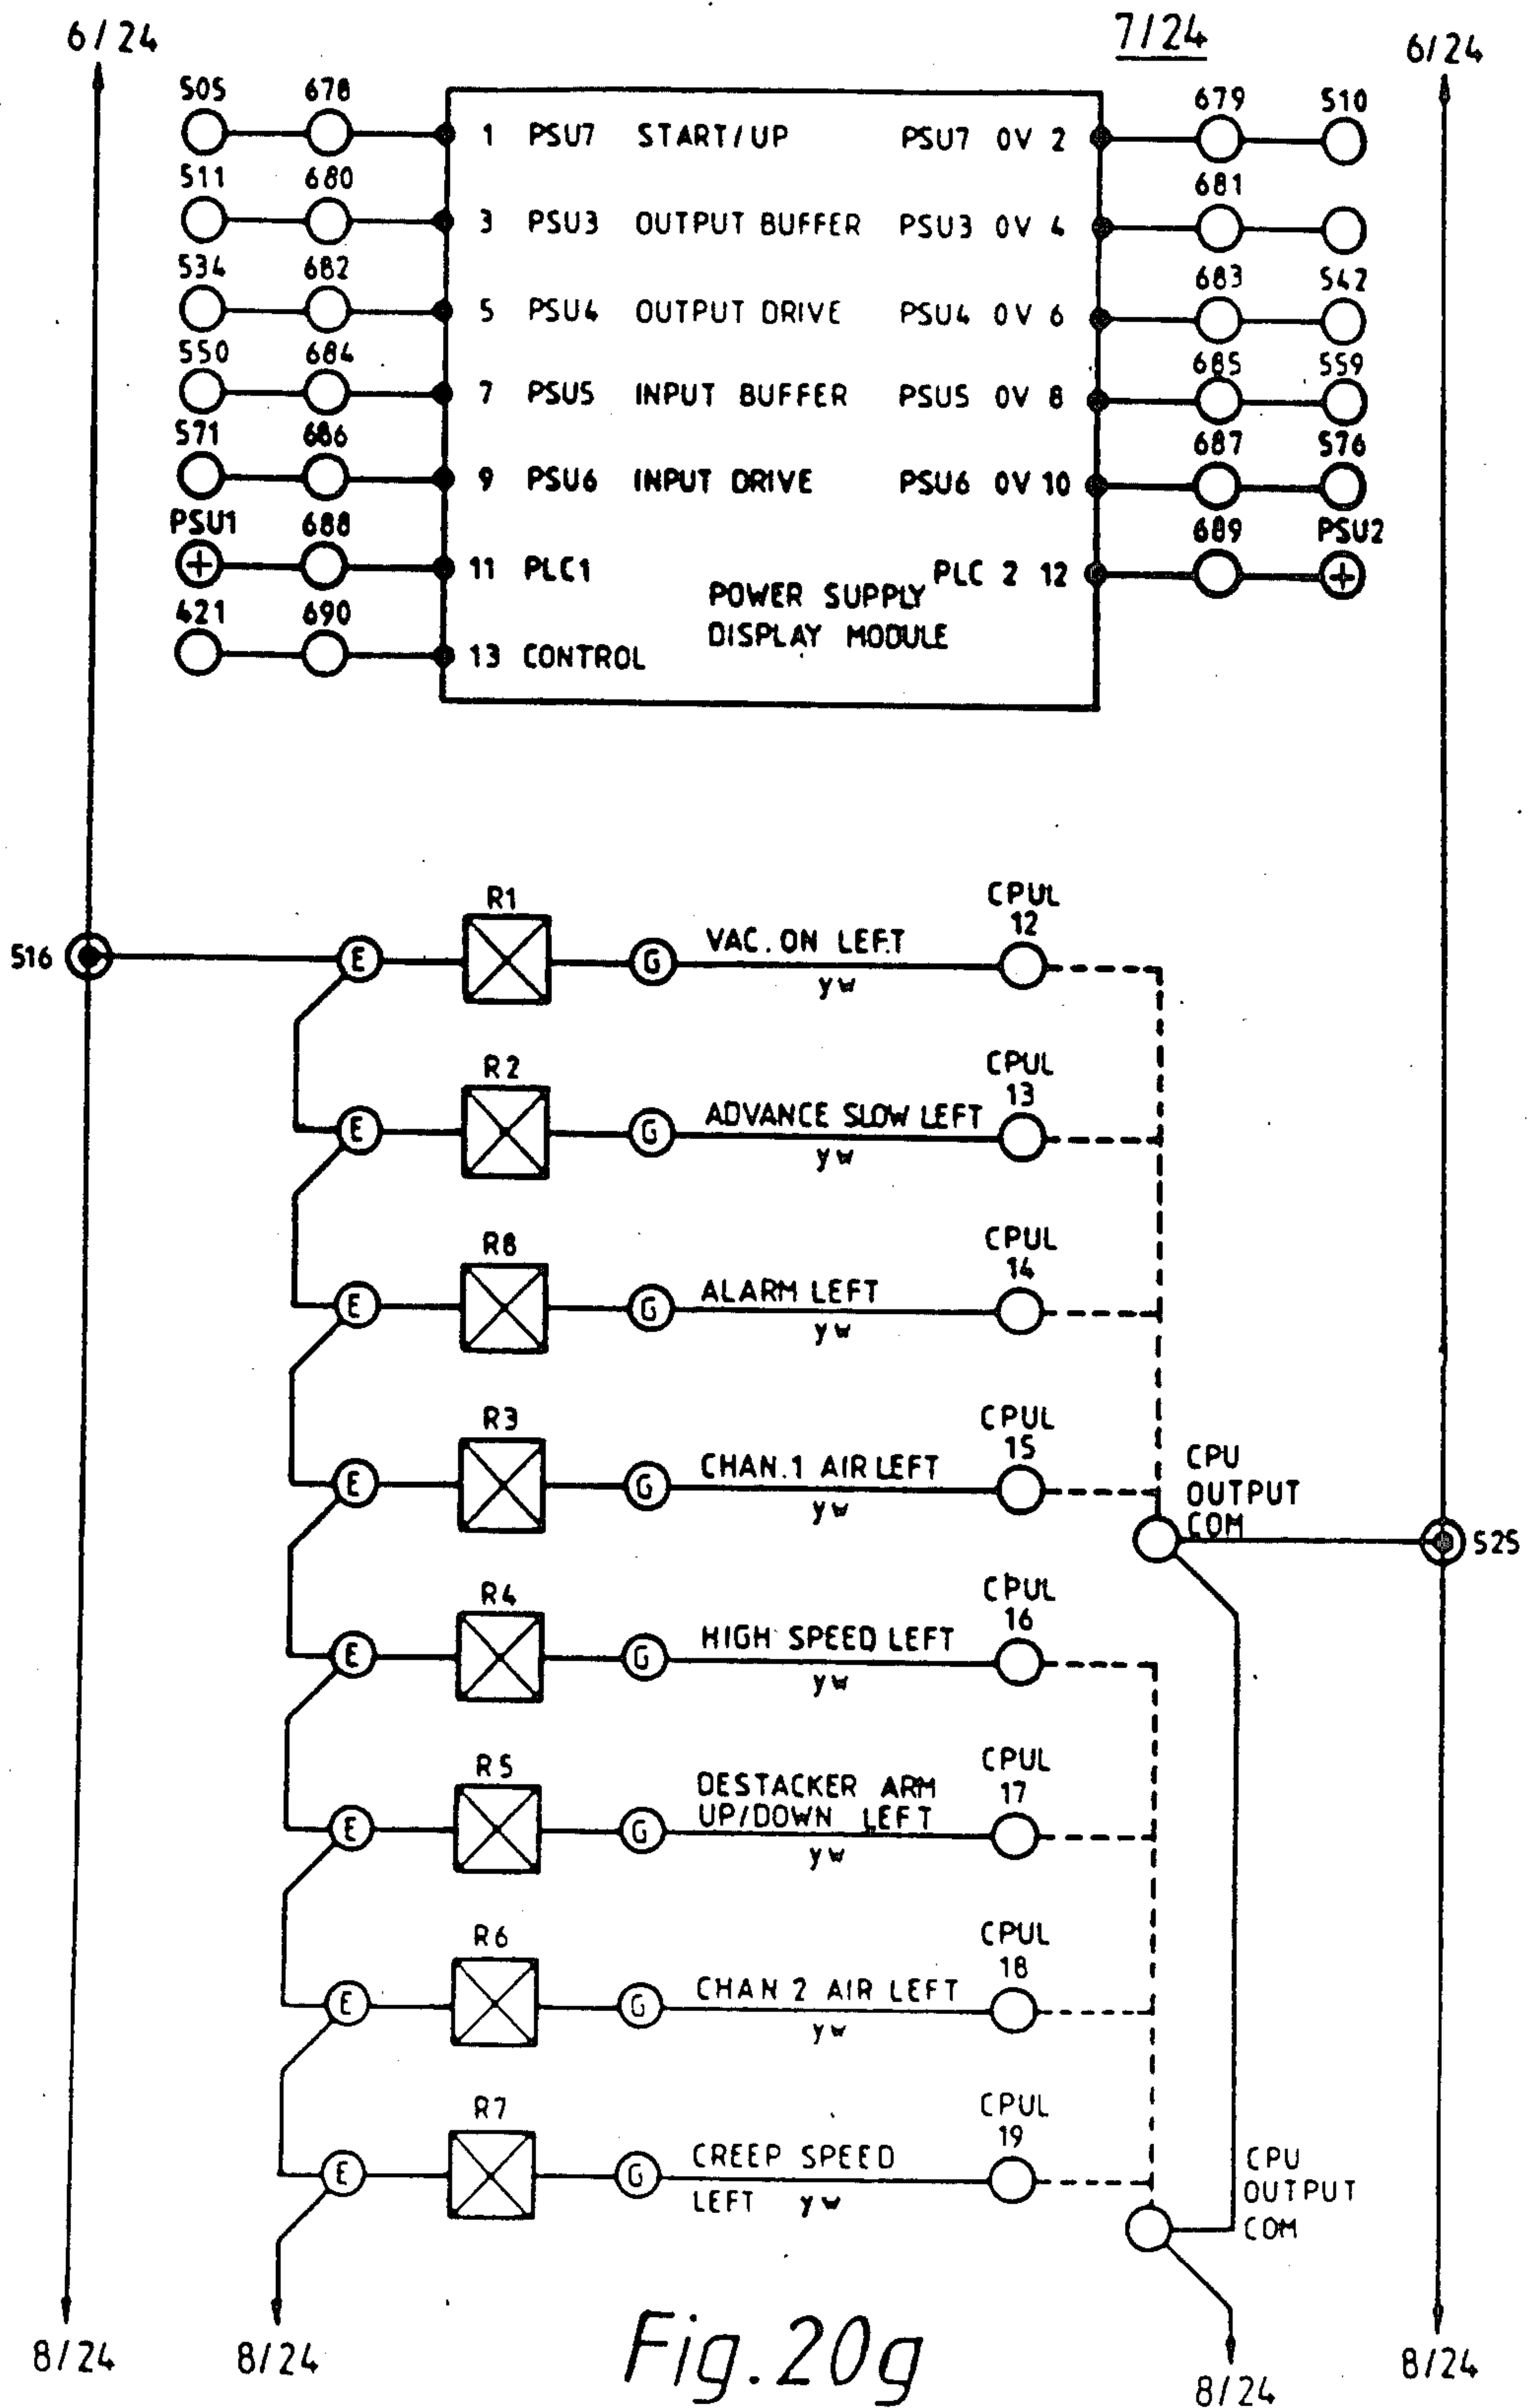 6/24
7/24
6/24
505 678
679 510
1 PSU7 START/UP PSU7 0V 2
511 680
681
3 PSU3 OUTPUT BUFFER PSU3 0V 4
534 682
683 542
5 PSU4 OUTPUT DRIVE PSU4 0V 6
550 684
685 559
7 PSU5 INPUT BUFFER PSU5 0V 8
571 686
687 576
9 PSU6 INPUT DRIVE PSU6 0V 10
PSU1 688
689 PSU2
11 PLC1
PLC 2 12
POWER SUPPLY
DISPLAY MODULE
421 690
13 CONTROL
516
R1
CPUL
12
E
G
VAC. ON LEFT
yw
R2
CPUL
13
E
G
ADVANCE SLOW LEFT
yw
R8
CPUL
14
E
G
ALARM LEFT
yw
R3
CPUL
15
E
G
CHAN.1 AIR LEFT
yw
CPU
OUTPUT
COM
525
R4
CPUL
16
E
G
HIGH SPEED LEFT
yw
R5
CPUL
17
E
G
DESTACKER ARM
UP/DOWN LEFT
yw
R6
CPUL
18
E
G
CHAN 2 AIR LEFT
yw
R7
CPUL
19
E
G
CREEP SPEED
LEFT yw
CPU
OUTPUT
COM
8/24
8/24
8/24
8/24
Fig. 20g